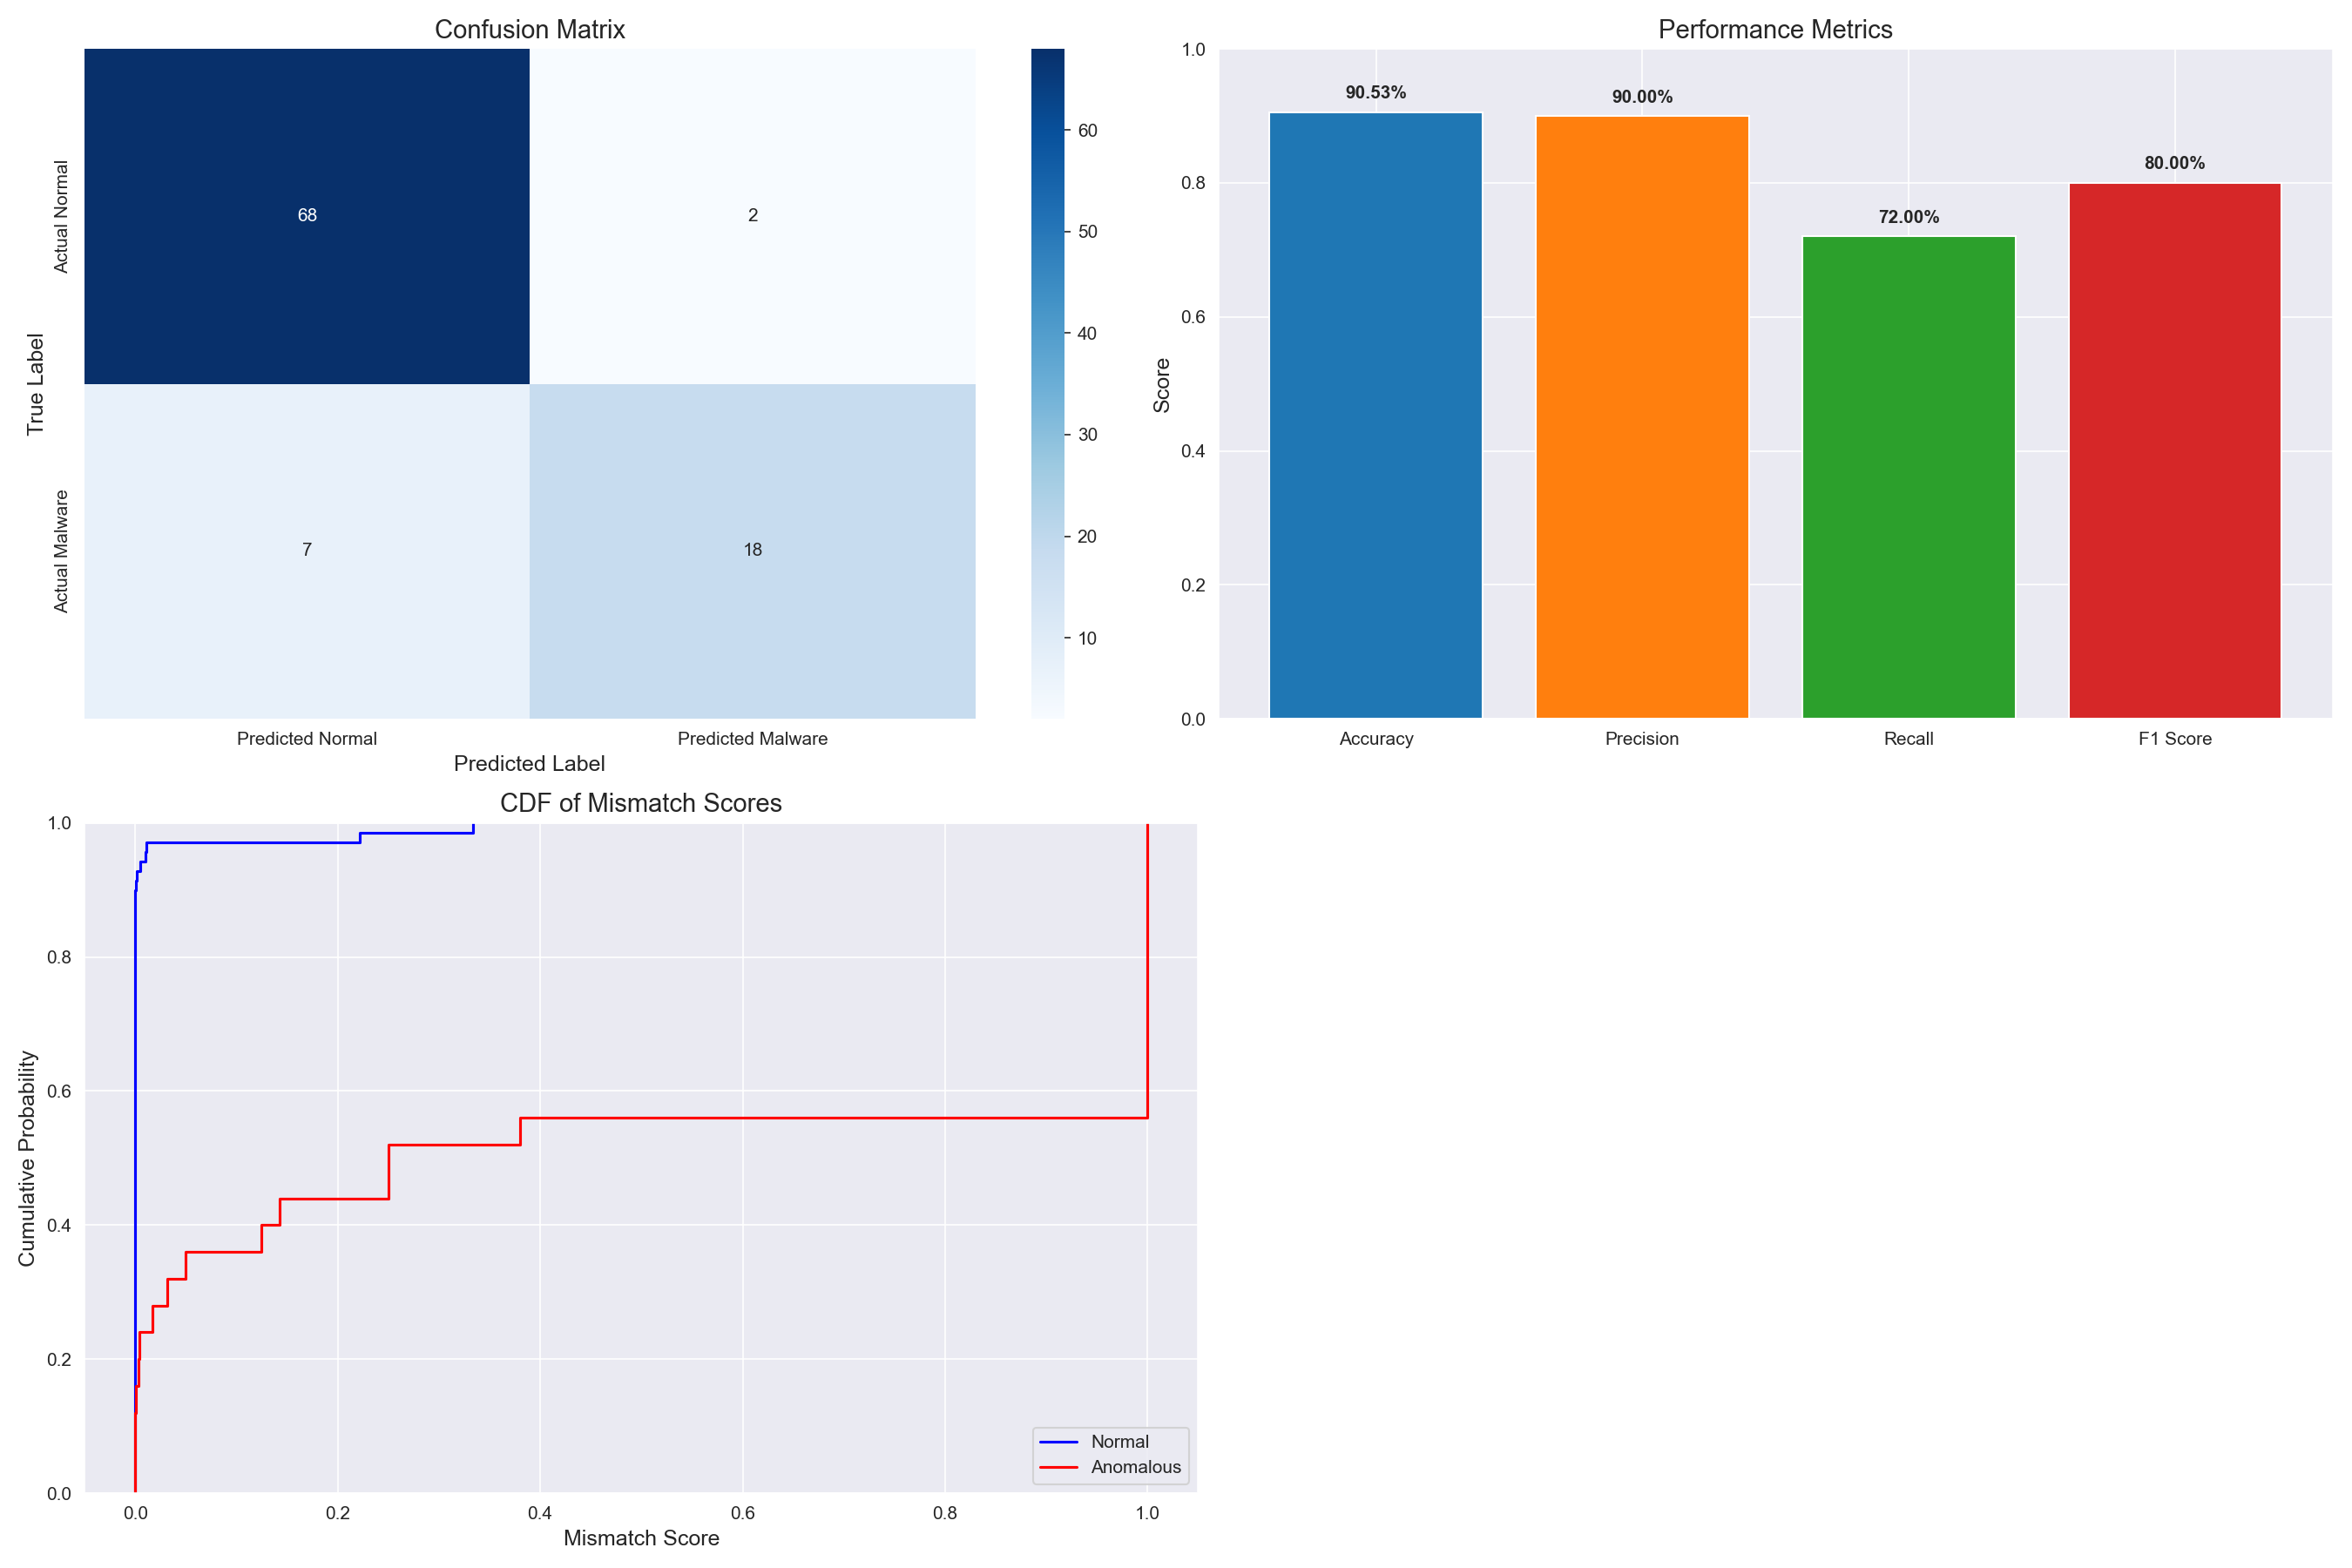 Confusion Matrix
True Label
Actual Normal
Actual Malware
68
2
7
18
Predicted Normal
Predicted Malware
Predicted Label
60
50
40
30
20
10
Performance Metrics
Score
1.0
0.8
0.6
0.4
0.2
0.0
90.53%
90.00%
72.00%
80.00%
Accuracy
Precision
Recall
F1 Score
CDF of Mismatch Scores
Cumulative Probability
1.0
0.8
0.6
0.4
0.2
0.0
Normal
Anomalous
0.0
0.2
0.4
0.6
0.8
1.0
Mismatch Score